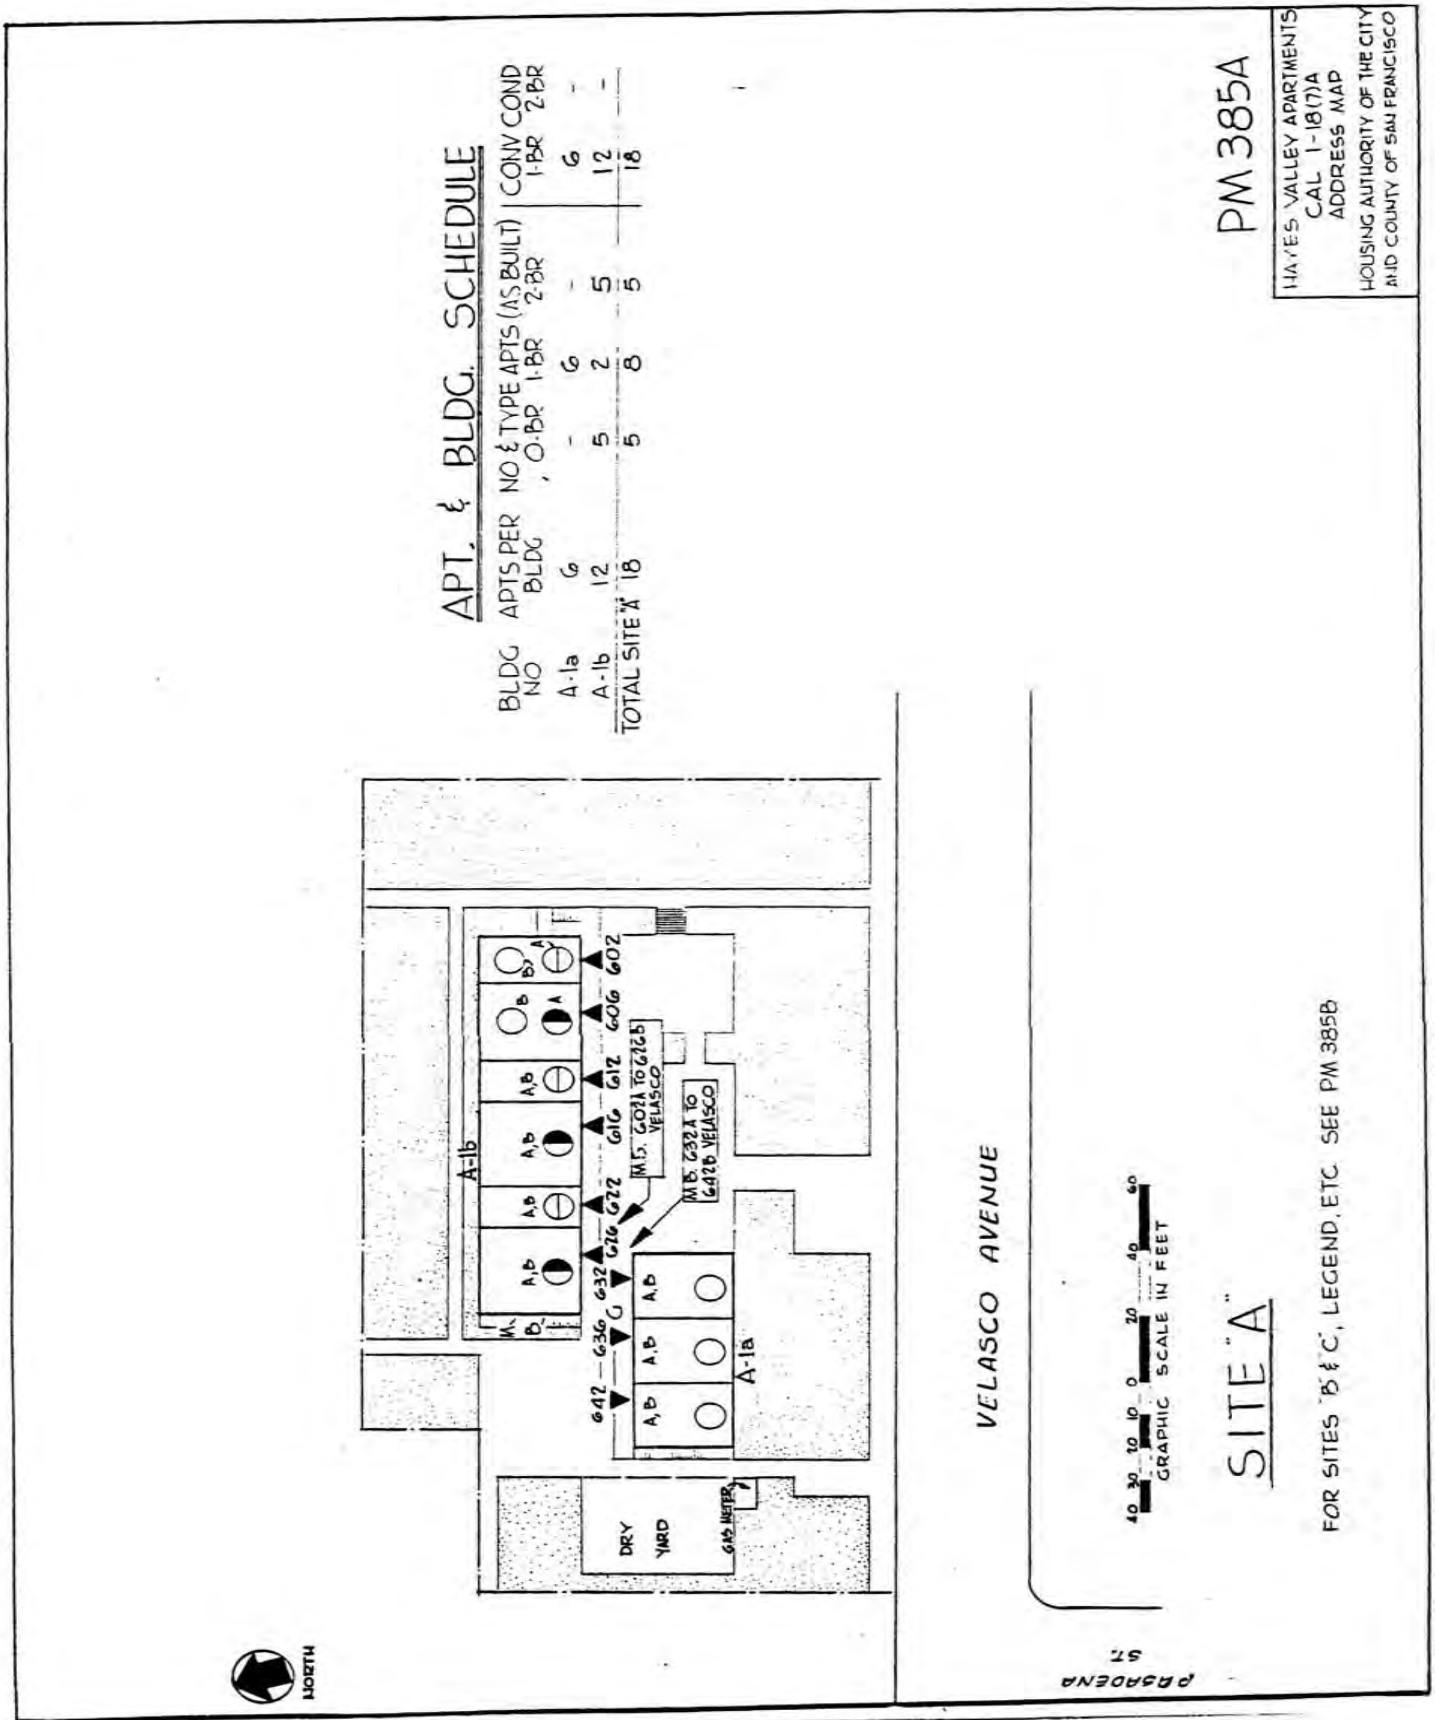 APT. & BLDG. SCHEDULE
BLDG NO APTS PER BLDG NO & TYPE APTS (AS BUILT) CONV COND
O-BR 1-BR 2-BR 1-BR 2-BR
A-1a 6 - 6 - 6 -
A-1b 12 5 2 5 12 -
TOTAL SITE "A" 18 5 8 5 18
NORTH
A-1b
A,B A,B A,B A,B B A B A
M. B.
626 622 616 612 606 602
M.B. 602A TO 626B
VELASCO
M.B. 632A TO
642B VELASCO
642 636 G 632
A,B A,B A,B
A-1a
DRY
YARD
GAS METER
VELASCO AVENUE
PASADENA
ST.
40 30 20 10 0 20 40 60
GRAPHIC SCALE IN FEET
SITE "A"
FOR SITES "B" & "C", LEGEND, ETC SEE PM 385B
PM 385A
HAYES VALLEY APARTMENTS
CAL 1-18(7)A
ADDRESS MAP
HOUSING AUTHORITY OF THE CITY
AND COUNTY OF SAN FRANCISCO